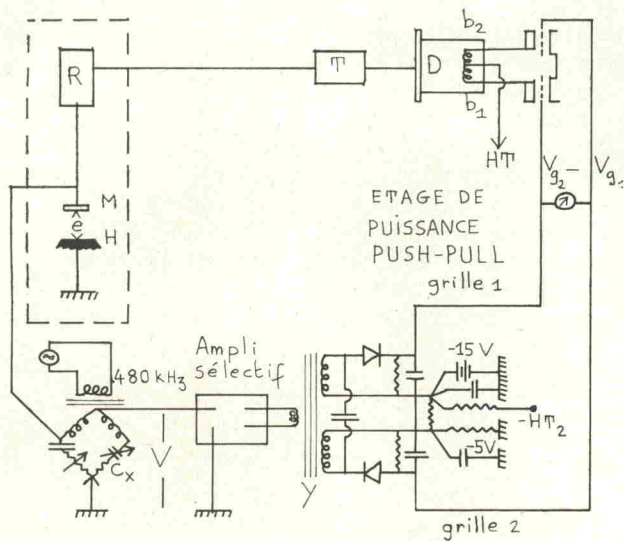 b2
R
T
D
b1
HT
Vg2 - Vg1
M
e
H
ETAGE DE
PUISSANCE
PUSH-PULL
grille 1
480 kHz
Ampli
sélectif
-15 V
-HT2
-5V
Cx
V
Y
grille 2